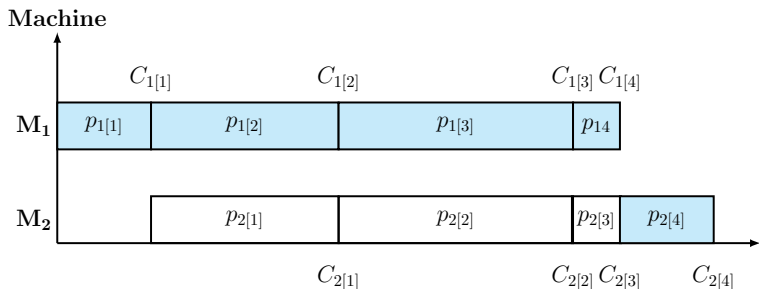 Machine
C1[1] C1[2] C1[3] C1[4]
M1 p1[1] p1[2] p1[3] p14
M2 p2[1] p2[2] p2[3] p2[4]
C2[1] C2[2] C2[3] C2[4]